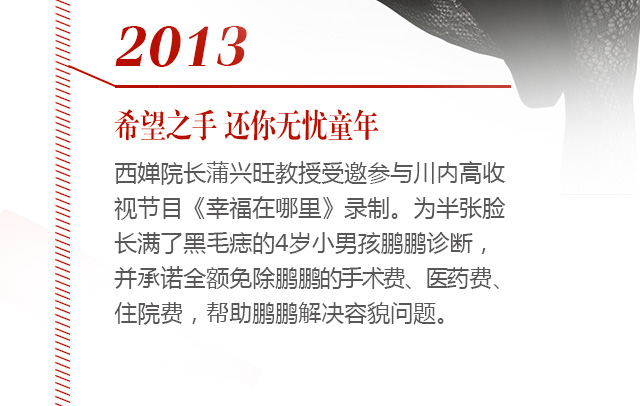 2013
希望之手 还你无忧童年
西婵院长蒲兴旺教授受邀参与川内高收
视节目《幸福在哪里》录制。为半张脸
长满了黑毛痣的4岁小男孩鹏鹏诊断，
并承诺全额免除鹏鹏的手术费、医药费、
住院费，帮助鹏鹏解决容貌问题。